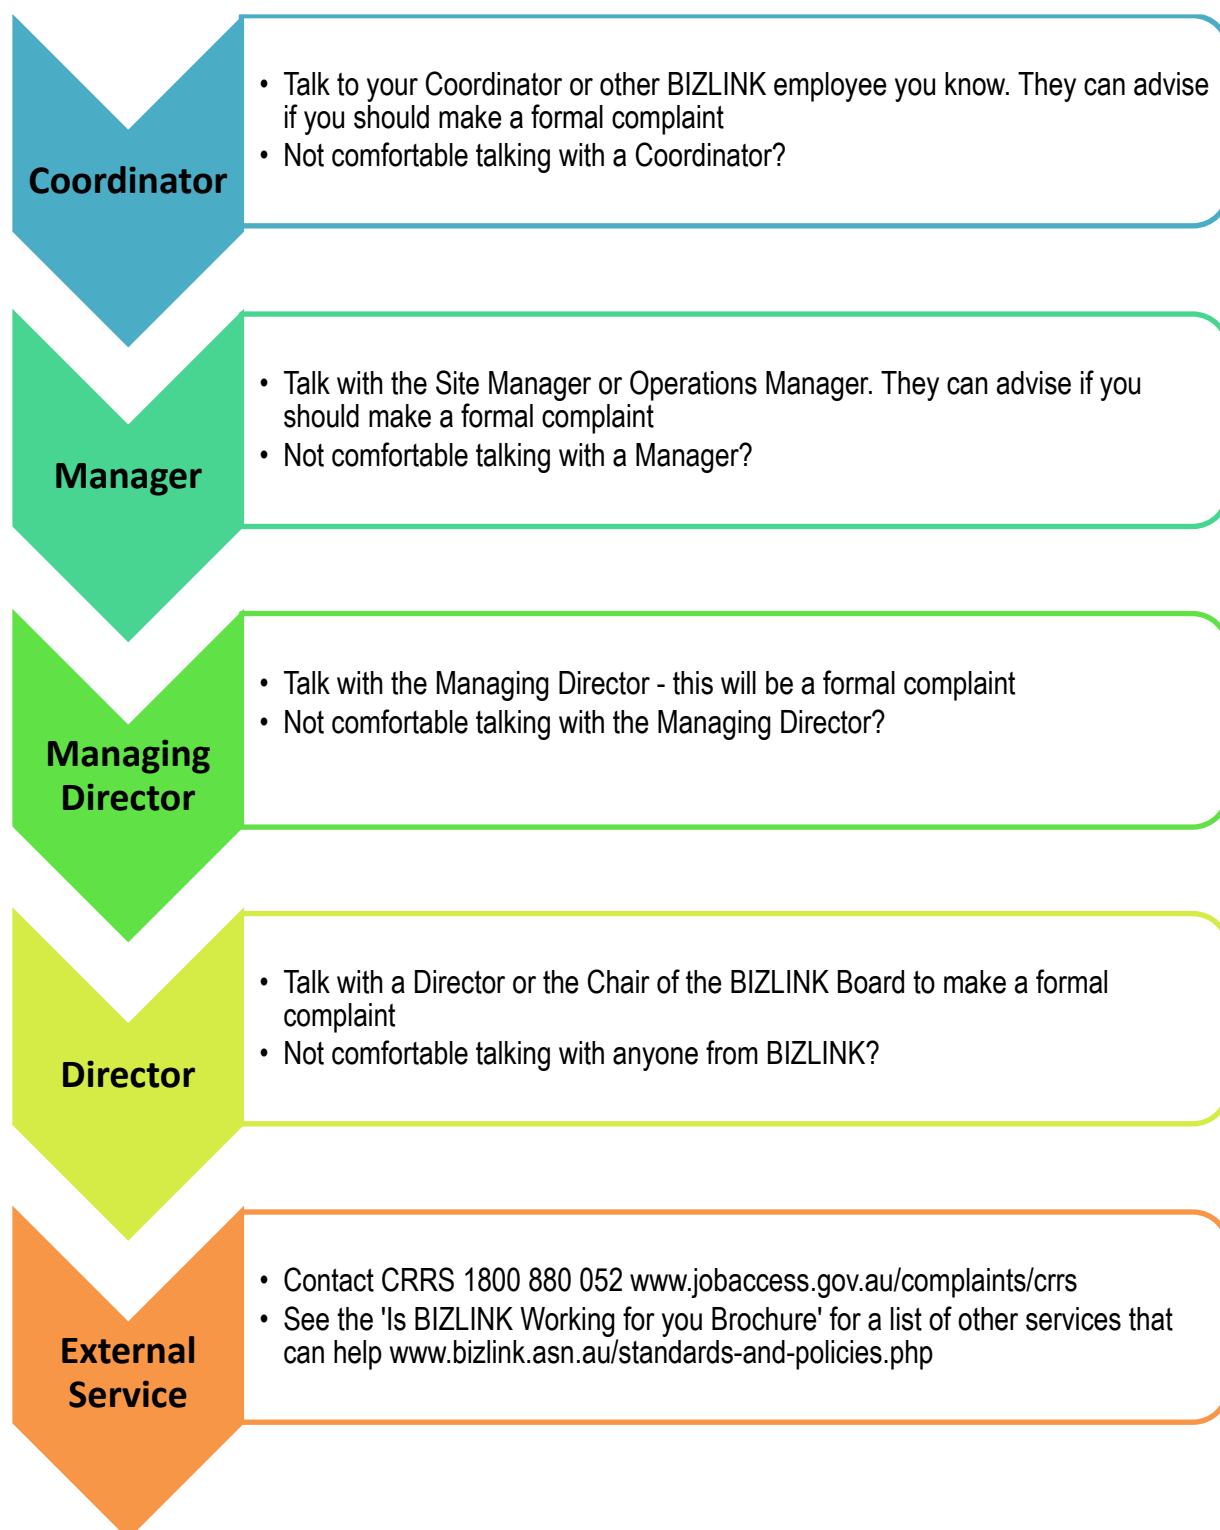 Coordinator
• Talk to your Coordinator or other BIZLINK employee you know. They can advise
if you should make a formal complaint
• Not comfortable talking with a Coordinator?
Manager
• Talk with the Site Manager or Operations Manager. They can advise if you
should make a formal complaint
• Not comfortable talking with a Manager?
Managing
Director
• Talk with the Managing Director - this will be a formal complaint
• Not comfortable talking with the Managing Director?
Director
• Talk with a Director or the Chair of the BIZLINK Board to make a formal
complaint
• Not comfortable talking with anyone from BIZLINK?
External
Service
• Contact CRRS 1800 880 052 www.jobaccess.gov.au/complaints/crrs
• See the 'Is BIZLINK Working for you Brochure' for a list of other services that
can help www.bizlink.asn.au/standards-and-policies.php